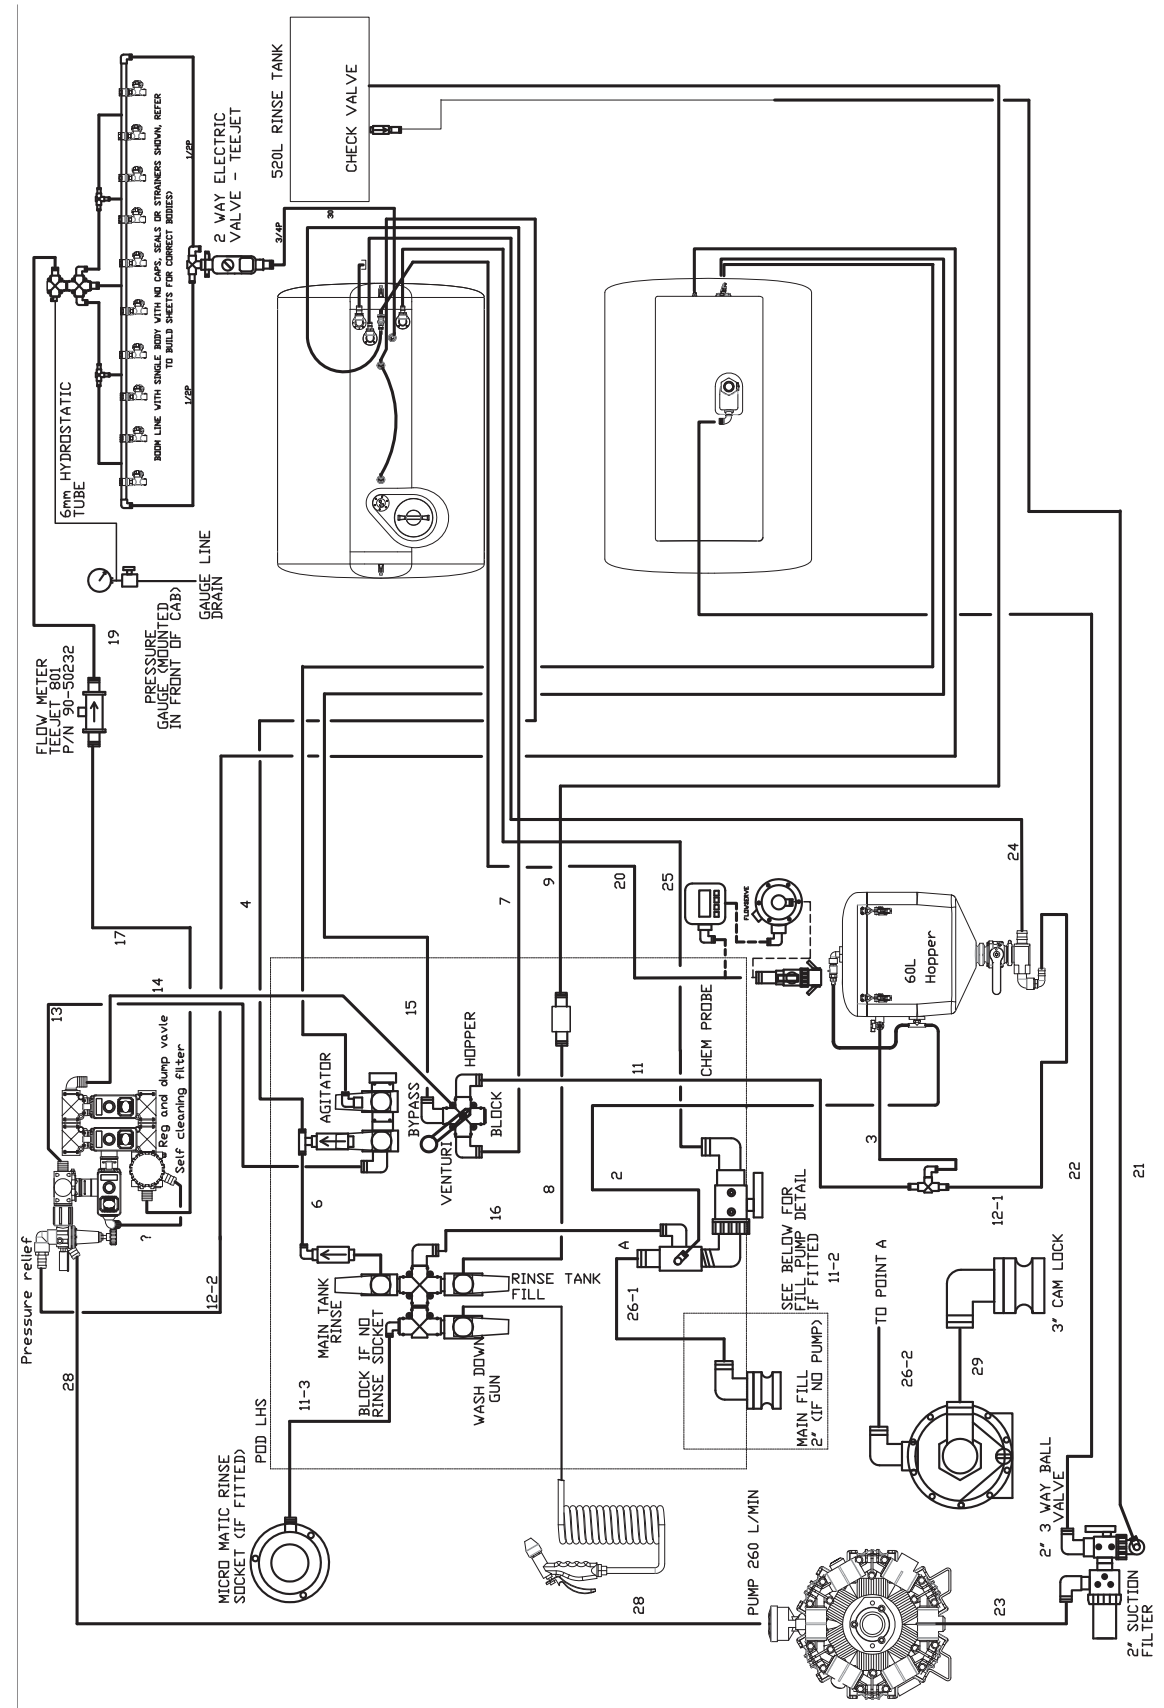 520L RINSE TANK
CHECK VALVE
2 WAY ELECTRIC
VALVE - TEEJET
3/4P
30
1/2P
1/2P
BOOM LINE WITH SINGLE BODY WITH NO CAPS, SEALS OR STRAINERS SHOWN, REFER
TO BUILD SHEETS FOR CORRECT BODIES)
6mm HYDROSTATIC
TUBE
GAUGE LINE
DRAIN
PRESSURE
GAUGE (MOUNTED
IN FRONT OF CAB)
19
FLOW METER
TEEJET 801
P/N 90-50232
17
4
7
9
20
25
24
FLOWSERVE
60L
Hopper
CHEM PROBE
13
14
Reg and dump vavle
Self cleaning filter
?
Pressure relief
12-2
28
15
AGITATOR
BYPASS
HOPPER
VENTURI
BLOCK
6
8
16
11
2
3
A
12-1
22
21
MAIN TANK
RINSE
RINSE TANK
FILL
BLOCK IF NO
RINSE SOCKET
WASH DOWN
GUN
11-3
POD LHS
26-1
SEE BELOW FOR
FILL PUMP DETAIL
IF FITTED
11-2
MAIN FILL
2" (IF NO PUMP)
TO POINT A
26-2
29
3" CAM LOCK
MICRO MATIC RINSE
SOCKET (IF FITTED)
28
PUMP 260 L/MIN
23
2" 3 WAY BALL
VALVE
2" SUCTION
FILTER